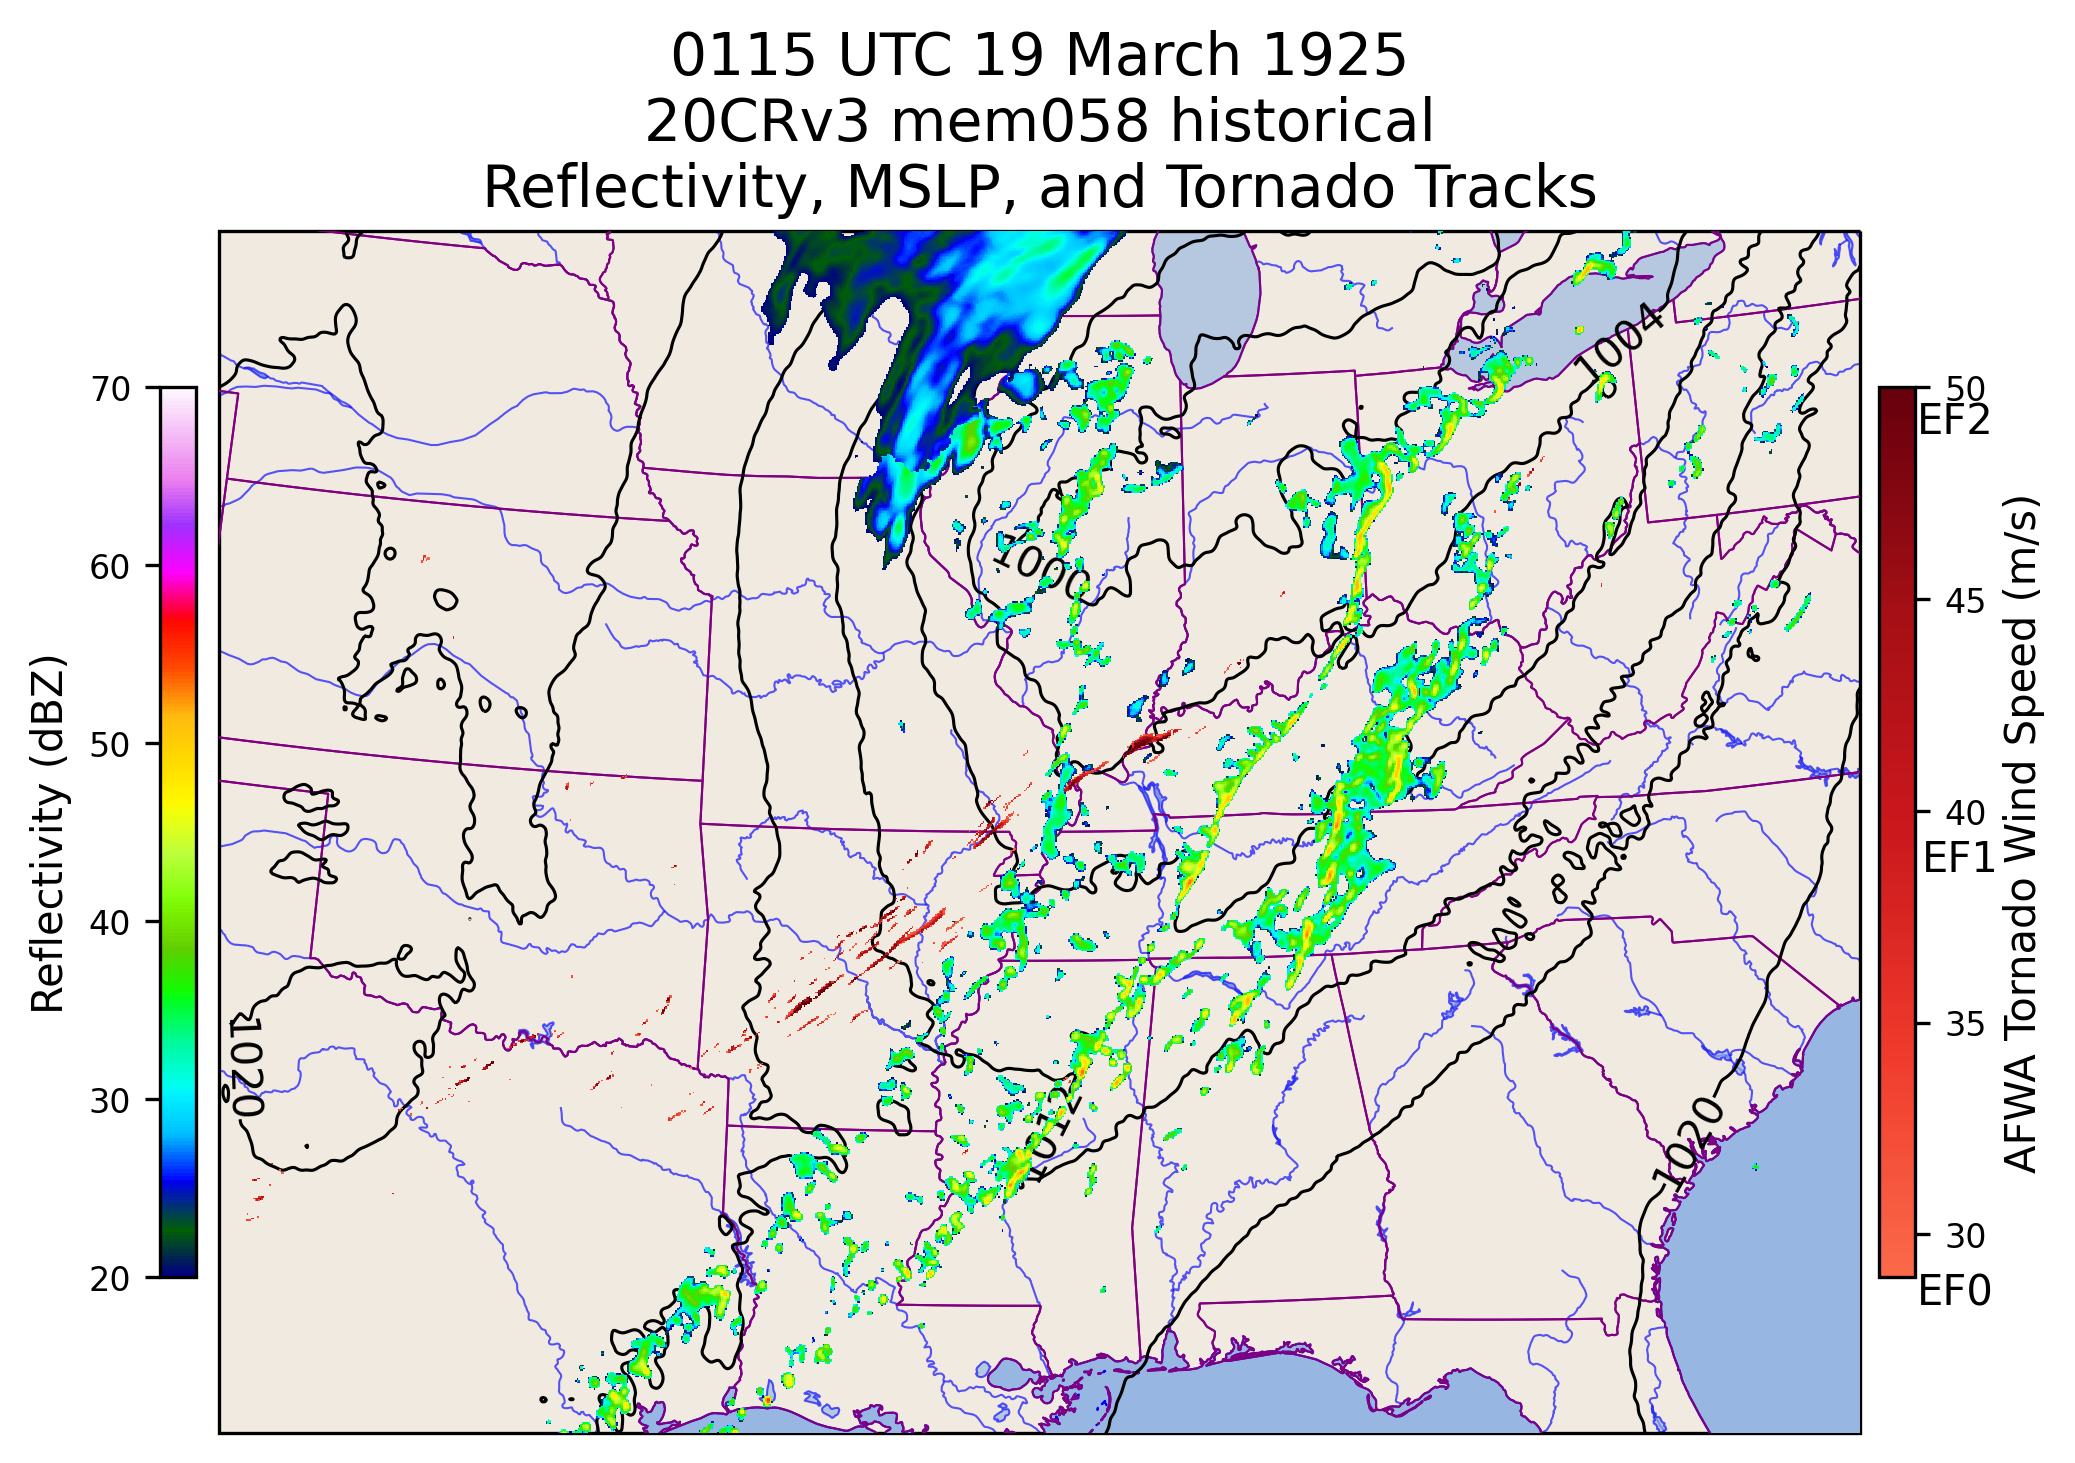 0115 UTC 19 March 1925
20CRv3 mem058 historical
Reflectivity, MSLP, and Tornado Tracks
70
60
50
40
30
20
Reflectivity (dBZ)
1004
1000
1020
1012
1008
1020
50
EF2
45
40
EF1
35
30
EF0
AFWA Tornado Wind Speed (m/s)